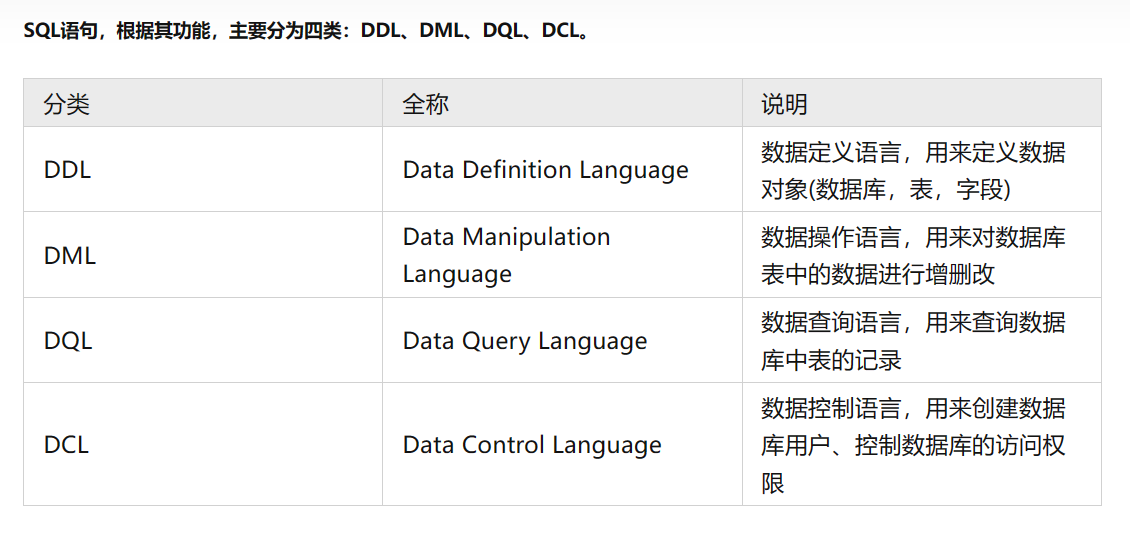 SQL语句，根据其功能，主要分为四类：DDL、DML、DQL、DCL。
分类 全称 说明
DDL Data Definition Language 数据定义语言，用来定义数据
对象(数据库，表，字段)
DML Data Manipulation
Language 数据操作语言，用来对数据库
表中的数据进行增删改
DQL Data Query Language 数据查询语言，用来查询数据
库中表的记录
DCL Data Control Language 数据控制语言，用来创建数据
库用户、控制数据库的访问权
限